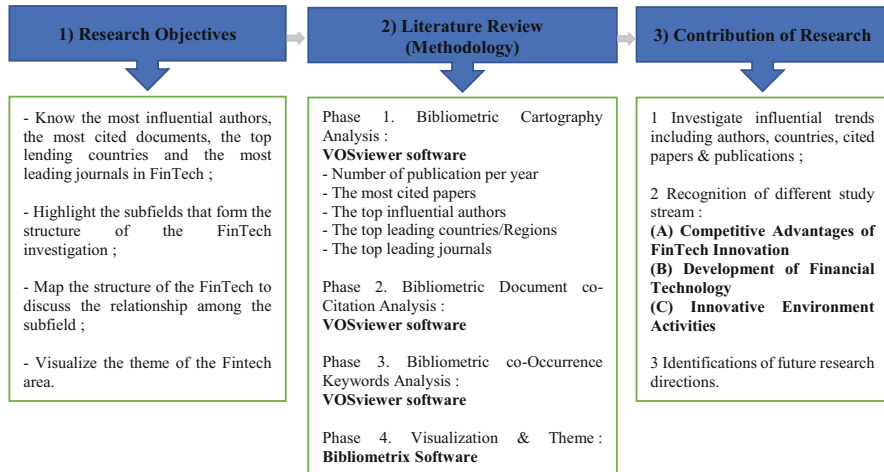 1) Research Objectives
- Know the most influential authors,
the most cited documents, the top
lending countries and the most
leading journals in FinTech ;
- Highlight the subfields that form the
structure of the FinTech
investigation ;
- Map the structure of the FinTech to
discuss the relationship among the
subfield ;
- Visualize the theme of the Fintech
area.
2) Literature Review
(Methodology)
Phase 1. Bibliometric Cartography
Analysis :
VOSviewer software
- Number of publication per year
- The most cited papers
- The top influential authors
- The top leading countries/Regions
- The top leading journals
Phase 2. Bibliometric Document co-
Citation Analysis :
VOSviewer software
Phase 3. Bibliometric co-Occurrence
Keywords Analysis :
VOSviewer software
Phase 4. Visualization & Theme :
Bibliometrix Software
3) Contribution of Research
1 Investigate influential trends
including authors, countries, cited
papers & publications ;
2 Recognition of different study
stream :
(A) Competitive Advantages of
FinTech Innovation
(B) Development of Financial
Technology
(C) Innovative Environment
Activities
3 Identifications of future research
directions.